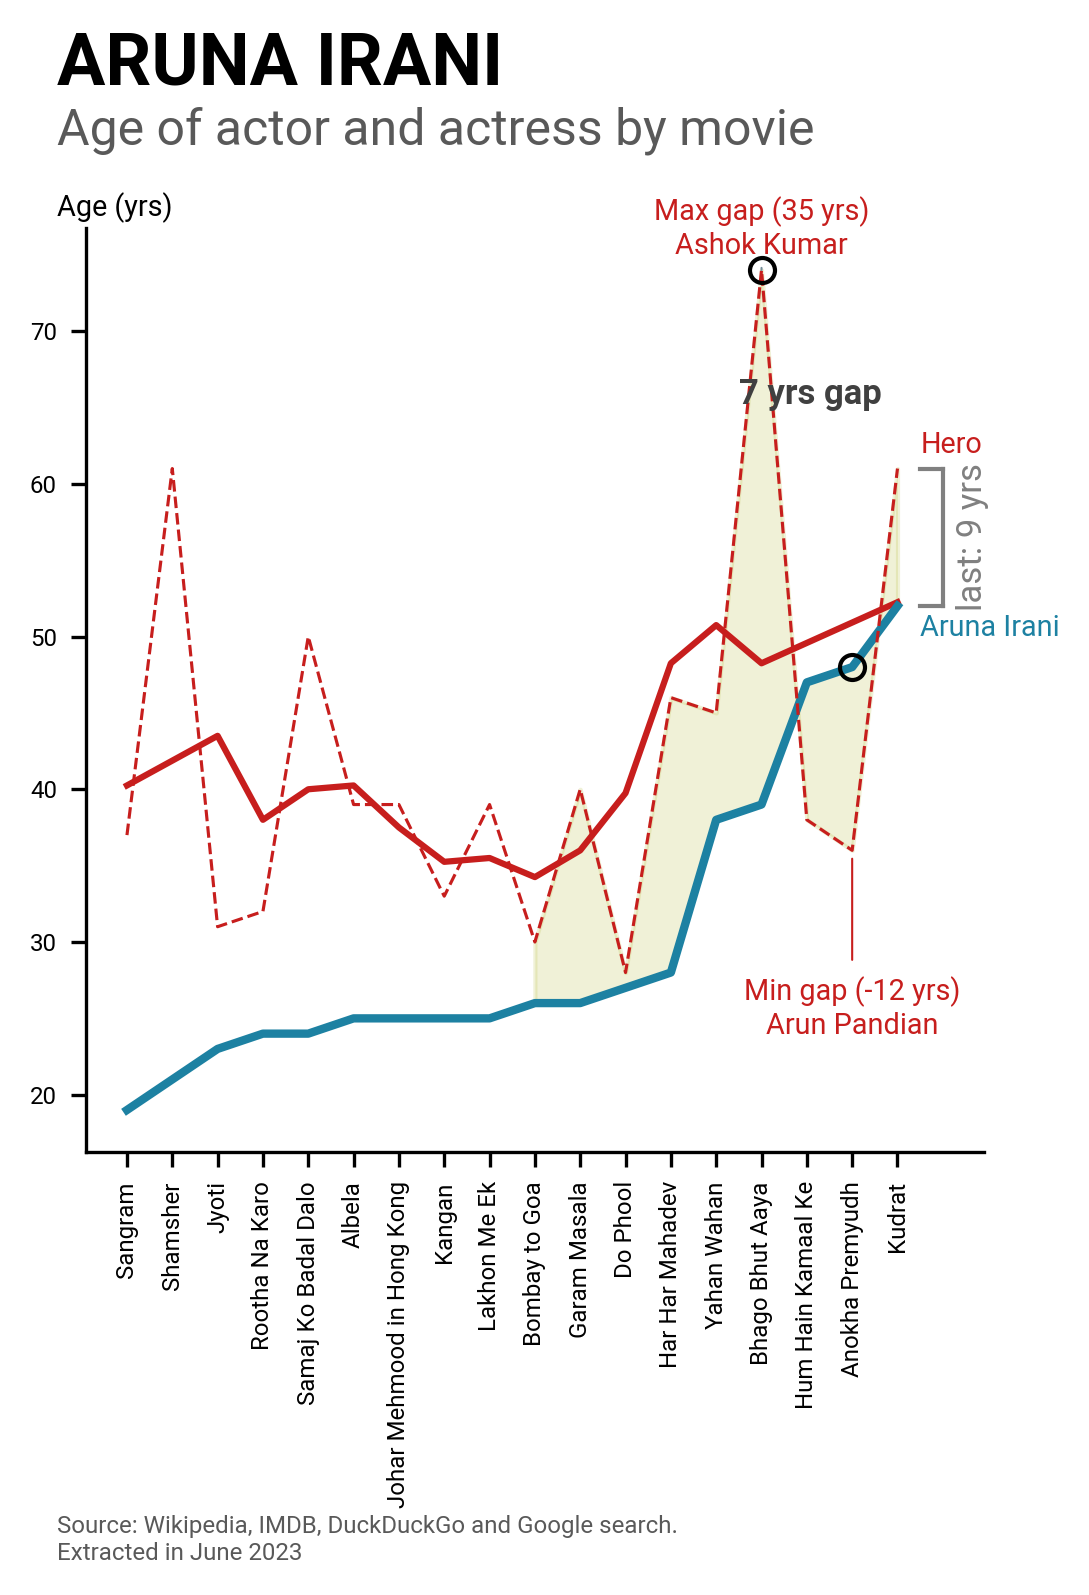 ARUNA IRANI
Age of actor and actress by movie
Age (yrs)
Max gap (35 yrs)
Ashok Kumar
70
7 yrs gap
Hero
60
last: 9 yrs
Aruna Irani
50
40
30
Min gap (-12 yrs)
Arun Pandian
20
Sangram
Shamsher
Jyoti
Rootha Na Karo
Samaj Ko Badal Dalo
Albela
Johar Mehmood in Hong Kong
Kangan
Lakhon Me Ek
Bombay to Goa
Garam Masala
Do Phool
Har Har Mahadev
Yahan Wahan
Bhago Bhut Aaya
Hum Hain Kamaal Ke
Anokha Premyudh
Kudrat
Source: Wikipedia, IMDB, DuckDuckGo and Google search.
Extracted in June 2023